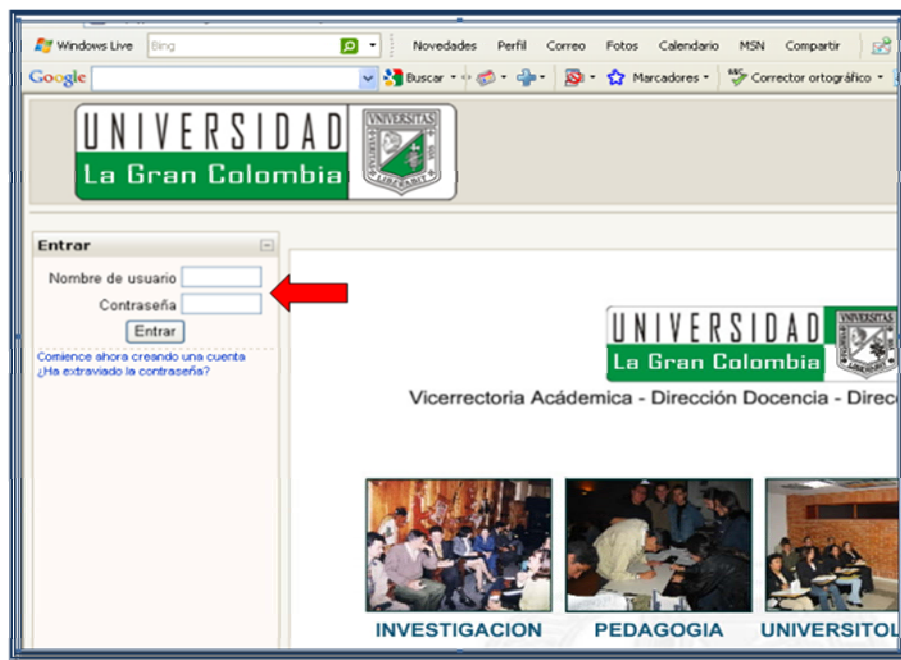 Windows Live Bing Novedades Perfil Correo Fotos Calendario MSN Compartir
Google Buscar Marcadores Corrector ortográfico
UNIVERSIDAD
La Gran Colombia
UNIVERSITAS
Entrar
Nombre de usuario
Contraseña
Entrar
Comience ahora creando una cuenta
¿Ha extraviado la contraseña?
UNIVERSIDAD
La Gran Colombia
UNIVERSITAS
Vicerrectoria Académica - Dirección Docencia - Direc
INVESTIGACION PEDAGOGIA UNIVERSITOL